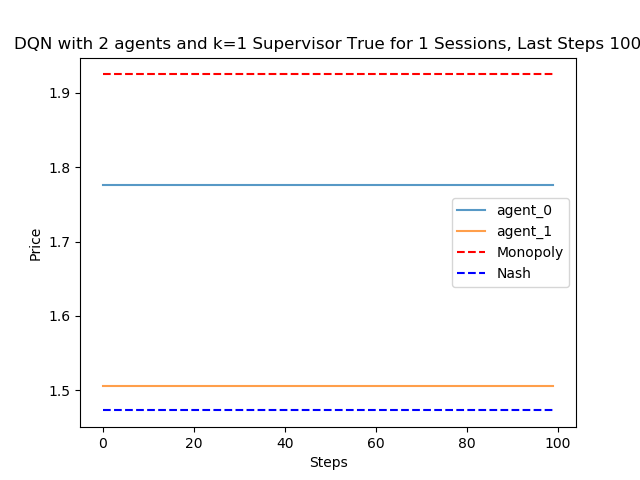 DQN with 2 agents and k=1 Supervisor True for 1 Sessions, Last Steps 100
1.9
1.8
1.7
1.6
1.5
Price
agent_0
agent_1
Monopoly
Nash
0 20 40 60 80 100
Steps